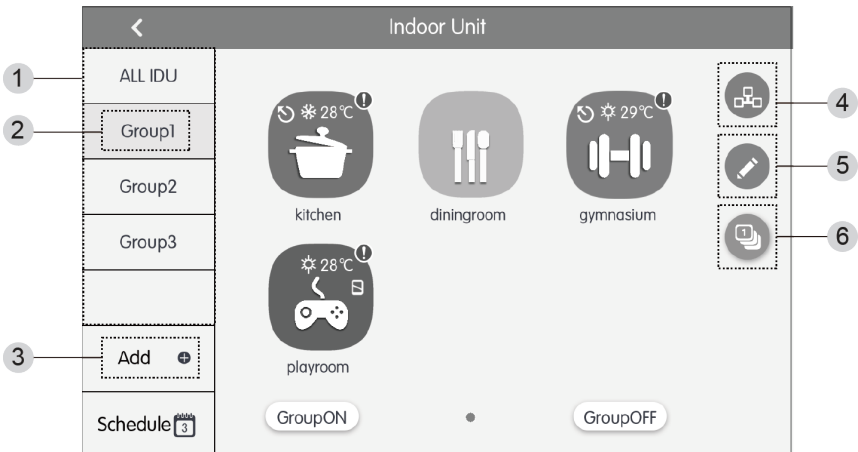 Indoor Unit
1
ALL IDU
2
Group1
Group2
Group3
3
Add
Schedule 3
28℃
kitchen
diningroom
29℃
gymnasium
28℃
playroom
GroupON
GroupOFF
4
5
1
6